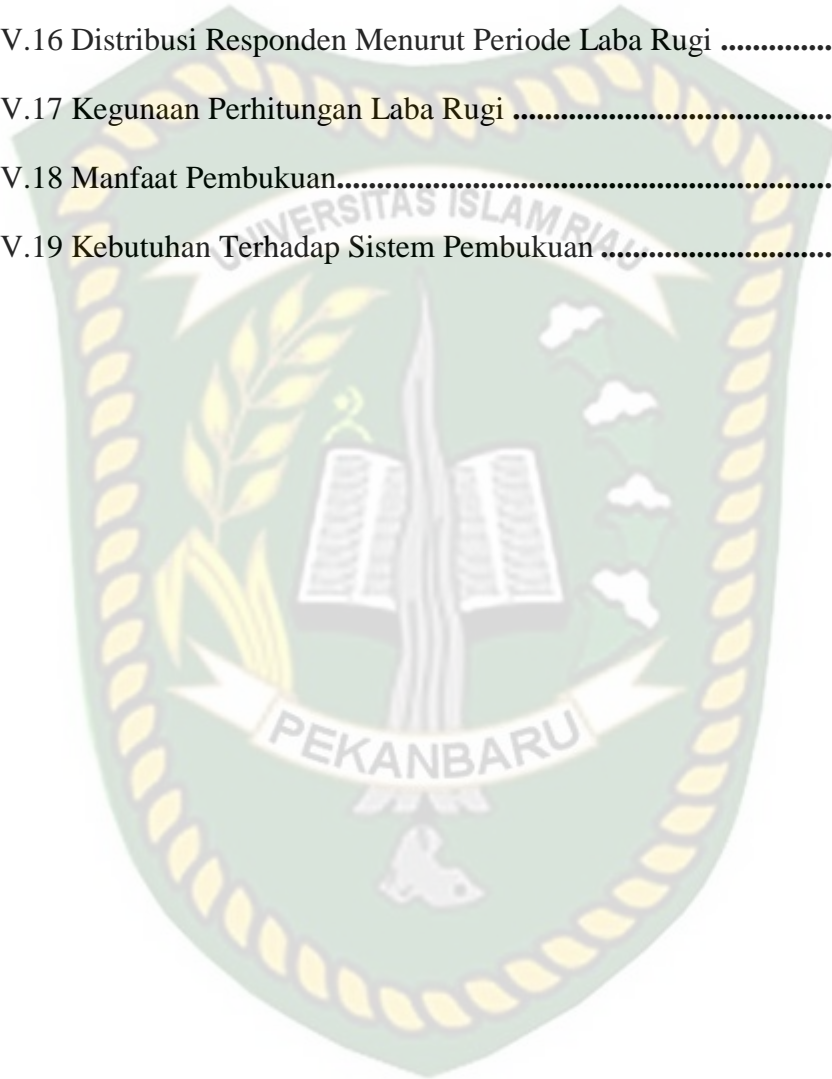 V.16 Distribusi Responden Menurut Periode Laba Rugi ..............
V.17 Kegunaan Perhitungan Laba Rugi ........................................
V.18 Manfaat Pembukuan..............................................................
V.19 Kebutuhan Terhadap Sistem Pembukuan .............................
UNIVERSITAS ISLAM RIAU
PEKANBARU